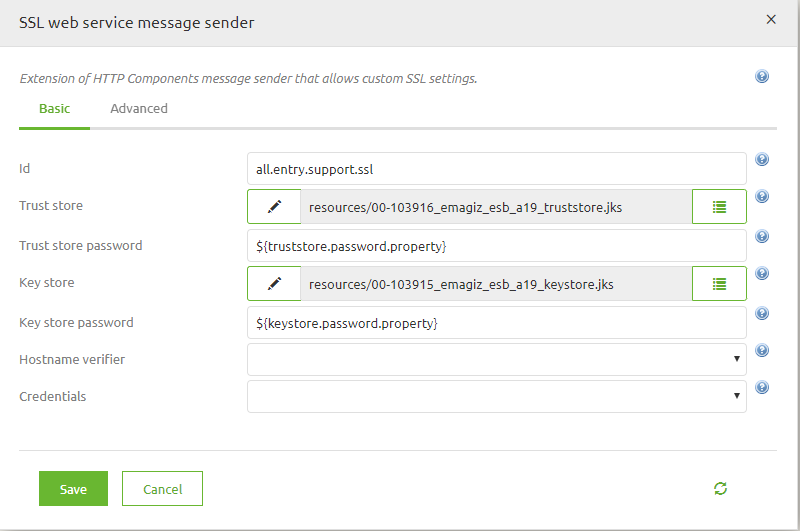 SSL web service message sender
Extension of HTTP Components message sender that allows custom SSL settings.
Basic Advanced
Id all.entry.support.ssl
Trust store resources/00-103916_emagiz_esb_a19_truststore.jks
Trust store password ${truststore.password.property}
Key store resources/00-103915_emagiz_esb_a19_keystore.jks
Key store password ${keystore.password.property}
Hostname verifier
Credentials
Save Cancel